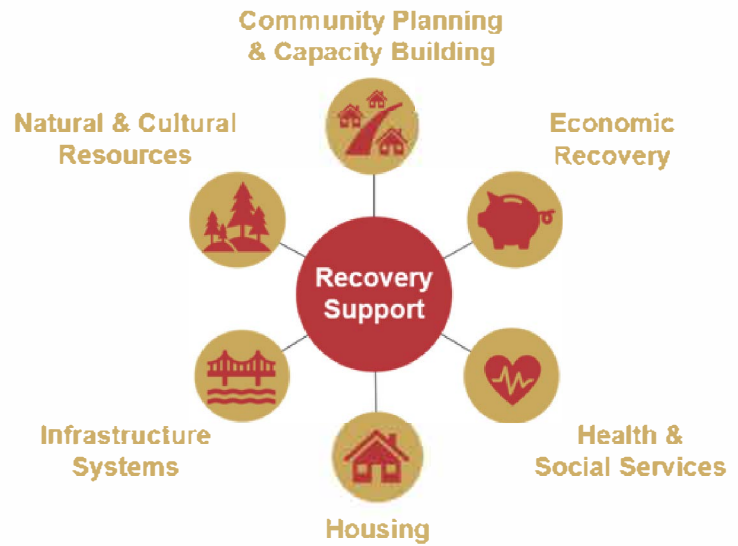 Community Planning
& Capacity Building
Natural & Cultural
Resources
Economic
Recovery
Recovery
Support
Infrastructure
Systems
Health &
Social Services
Housing